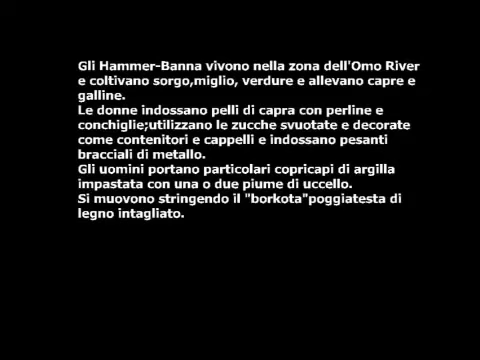 Gli Hammer-Banna vivono nella zona dell'Omo River
e coltivano sorgo,miglio, verdure e allevano capre e
galline.
Le donne indossano pelli di capra con perline e
conchiglie;utilizzano le zucche svuotate e decorate
come contenitori e cappelli e indossano pesanti
bracciali di metallo.
Gli uomini portano particolari copricapi di argilla
impastata con una o due piume di uccello.
Si muovono stringendo il "borkota"poggiatesta di
legno intagliato.